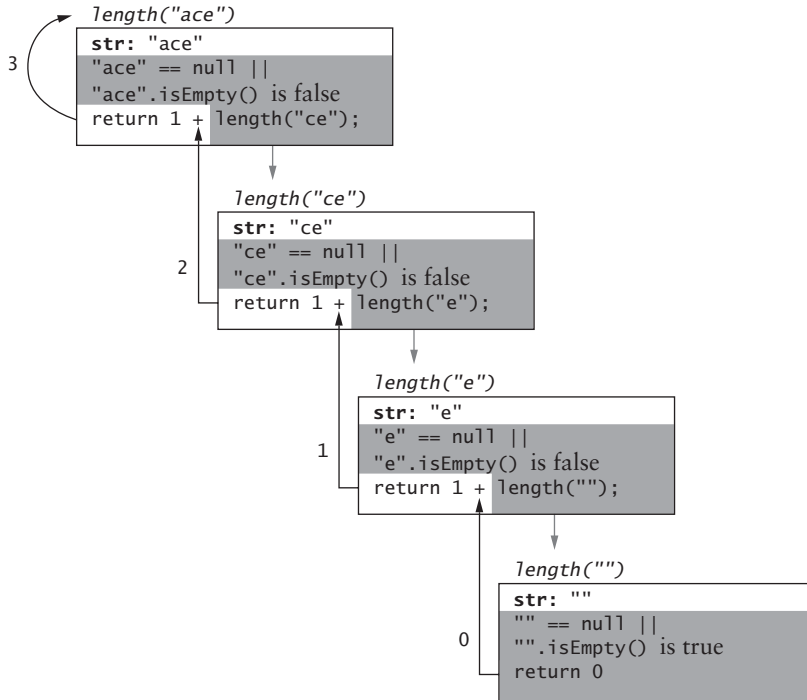 length("ace")
3
str: "ace"
"ace" == null ||
"ace".isEmpty() is false
return 1 + length("ce");
length("ce")
2
str: "ce"
"ce" == null ||
"ce".isEmpty() is false
return 1 + length("e");
length("e")
1
str: "e"
"e" == null ||
"e".isEmpty() is false
return 1 + length("");
length("")
0
str: ""
"" == null ||
"".isEmpty() is true
return 0